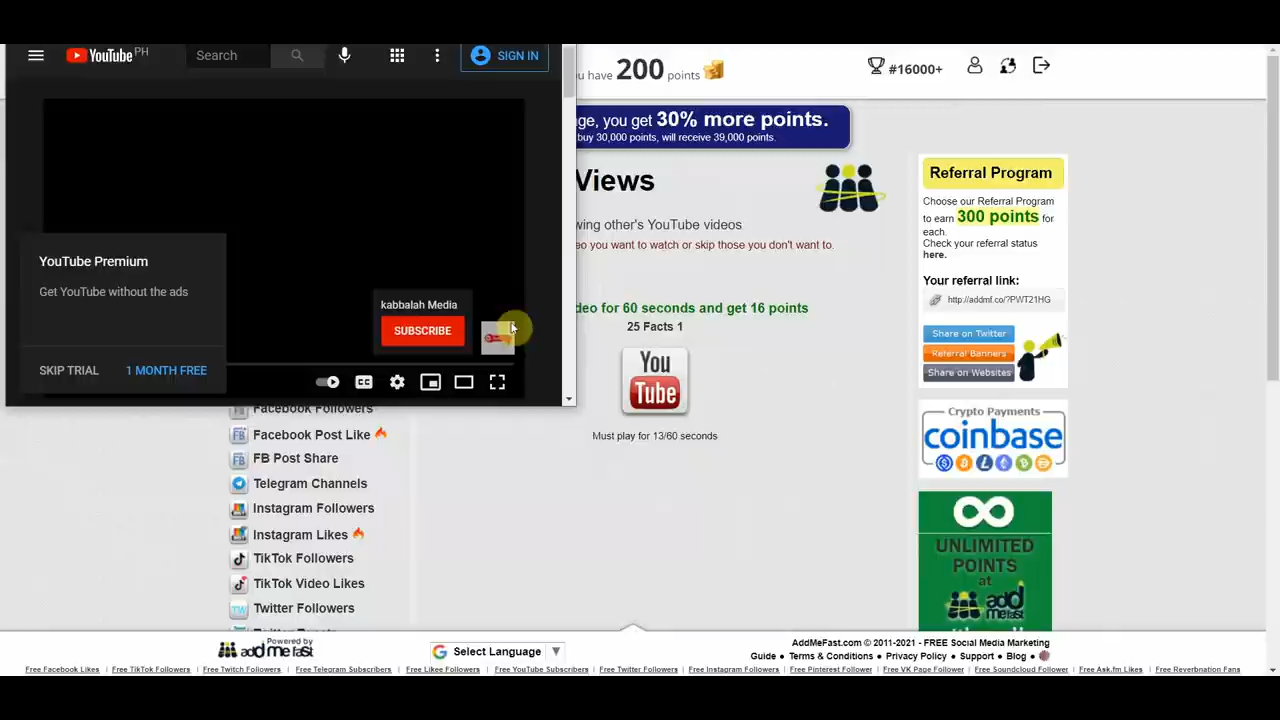 YouTube PH
Search
SIGN IN
YouTube Premium
Get YouTube without the ads
SKIP TRIAL
1 MONTH FREE
kabbalah Media
SUBSCRIBE
have 200 points
#16000+
you get 30% more points.
buy 30,000 points, will receive 39,000 points.
Views
other's YouTube videos
you want to watch or skip those you don't want to.
for 60 seconds and get 16 points
25 Facts 1
You
Tube
Must play for 13/60 seconds
Facebook Followers
Facebook Post Like
FB Post Share
Telegram Channels
Instagram Followers
Instagram Likes
TikTok Followers
TikTok Video Likes
Twitter Followers
Referral Program
Choose our Referral Program
to earn 300 points for
each.
Check your referral status
here.
Your referral link:
http://addmf.co/?PWT21HG
Share on Twitter
Referral Banners
Share on Websites
Crypto Payments
coinbase
UNLIMITED
POINTS
at
add
me fast
Powered by
addmefast
Select Language
AddMeFast.com © 2011-2021 - FREE Social Media Marketing
Guide • Terms & Conditions • Privacy Policy • Support • Blog •
Free Facebook Likes | Free TikTok Followers | Free Twitch Followers | Free Telegram Subscribers | Free Likee Followers | Free YouTube Subscribers | Free Twitter Followers | Free Instagram Followers | Free Pinterest Follower | Free VK Page Follower | Free Soundcloud Follower | Free Ask.fm Likes | Free Reverbnation Fans